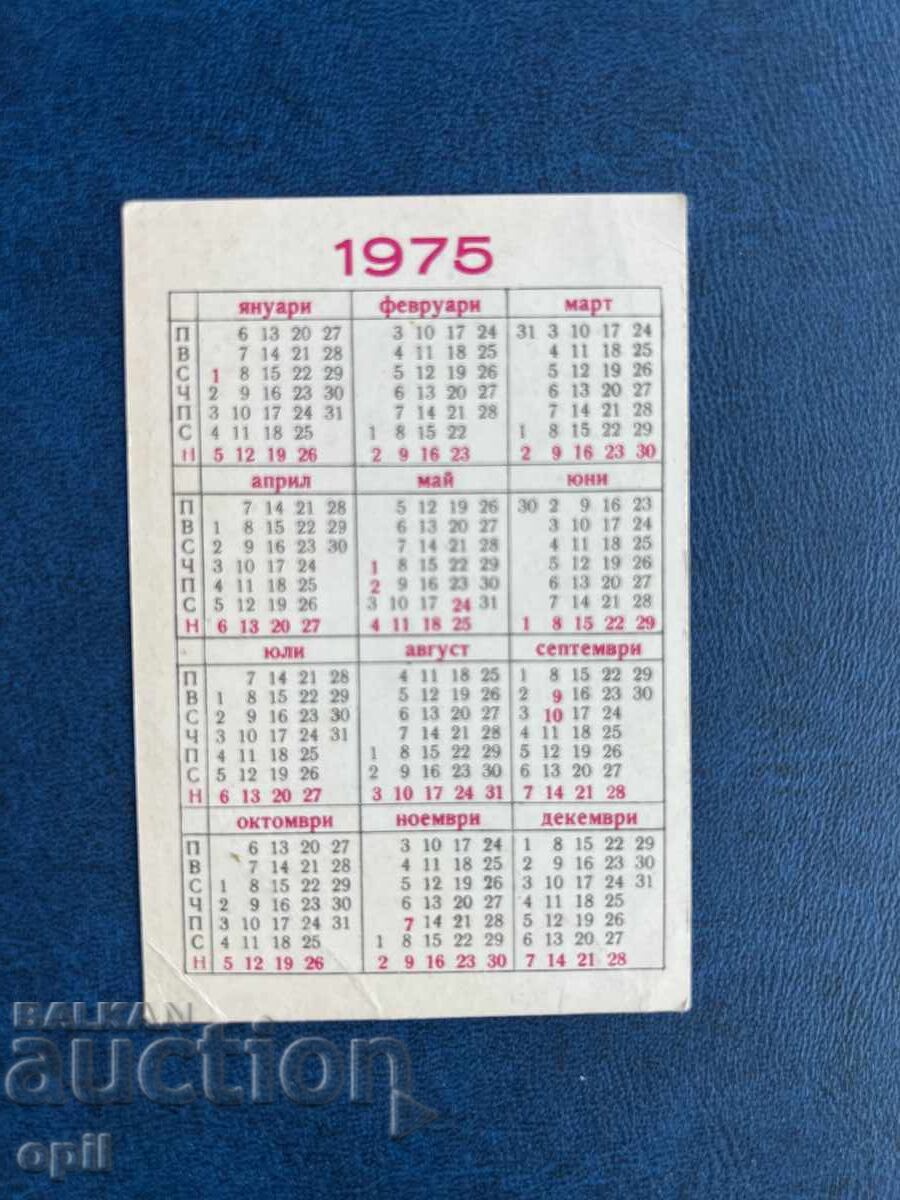 1975
януари февруари март
П 6 13 20 27 3 10 17 24 31 3 10 17 24
В 7 14 21 28 4 11 18 25 4 11 18 25
С 1 8 15 22 29 5 12 19 26 5 12 19 26
Ч 2 9 16 23 30 6 13 20 27 6 13 20 27
П 3 10 17 24 31 7 14 21 28 7 14 21 28
С 4 11 18 25 1 8 15 22 1 8 15 22 29
Н 5 12 19 26 2 9 16 23 2 9 16 23 30
април май юни
П 7 14 21 28 5 12 19 26 30 2 9 16 23
В 1 8 15 22 29 6 13 20 27 3 10 17 24
С 2 9 16 23 30 7 14 21 28 4 11 18 25
Ч 3 10 17 24 1 8 15 22 29 5 12 19 26
П 4 11 18 25 2 9 16 23 30 6 13 20 27
С 5 12 19 26 3 10 17 24 31 7 14 21 28
Н 6 13 20 27 4 11 18 25 1 8 15 22 29
юли август септември
П 7 14 21 28 4 11 18 25 1 8 15 22 29
В 1 8 15 22 29 5 12 19 26 2 9 16 23 30
С 2 9 16 23 30 6 13 20 27 3 10 17 24
Ч 3 10 17 24 31 7 14 21 28 4 11 18 25
П 4 11 18 25 1 8 15 22 29 5 12 19 26
С 5 12 19 26 2 9 16 23 30 6 13 20 27
Н 6 13 20 27 3 10 17 24 31 7 14 21 28
октомври ноември декември
П 6 13 20 27 3 10 17 24 1 8 15 22 29
В 7 14 21 28 4 11 18 25 2 9 16 23 30
С 1 8 15 22 29 5 12 19 26 3 10 17 24 31
Ч 2 9 16 23 30 6 13 20 27 4 11 18 25
П 3 10 17 24 31 7 14 21 28 5 12 19 26
С 4 11 18 25 1 8 15 22 29 6 13 20 27
Н 5 12 19 26 2 9 16 23 30 7 14 21 28
BALKAN
auction
opil